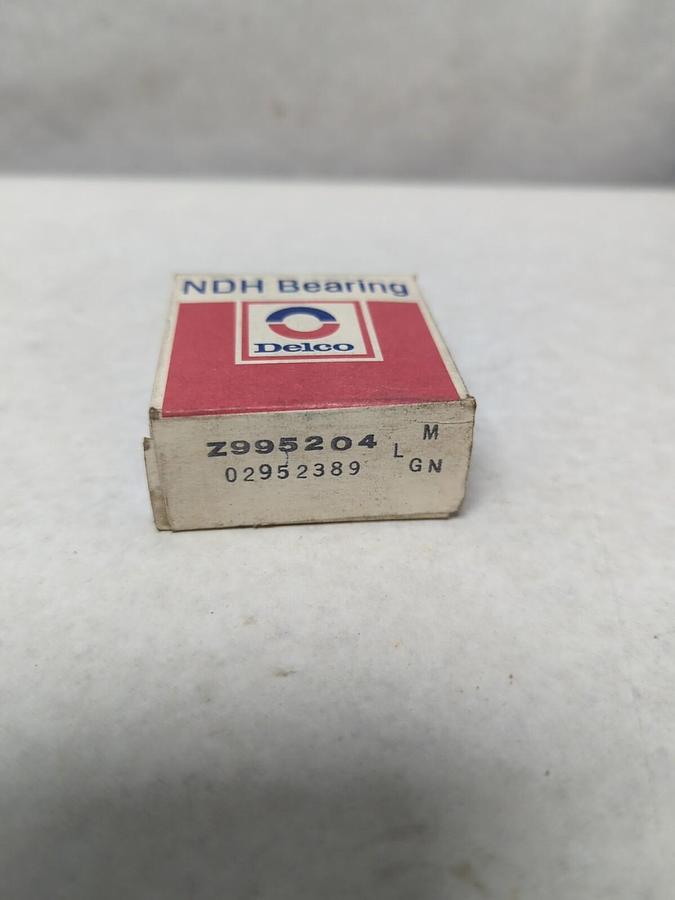 NDH Bearing
Delco
Z995204
M
L
02952389
GN